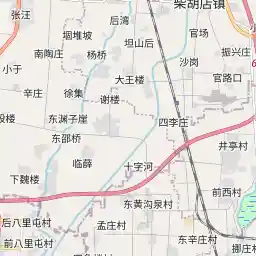 柴胡店镇
张汪
后湾
官场
堌堆坡
坦山后
振兴庄
南陶庄
杨桥
沙岗
小于
大王楼
官路口
辛庄
徐集
谢楼
段楼
东渊子崖
四李庄
东邵桥
井亭村
临薛
十字河
下魏楼
前西村
东黄沟泉村
后八里屯村
孟庄村
东辛庄村
前八里屯村
挪庄村